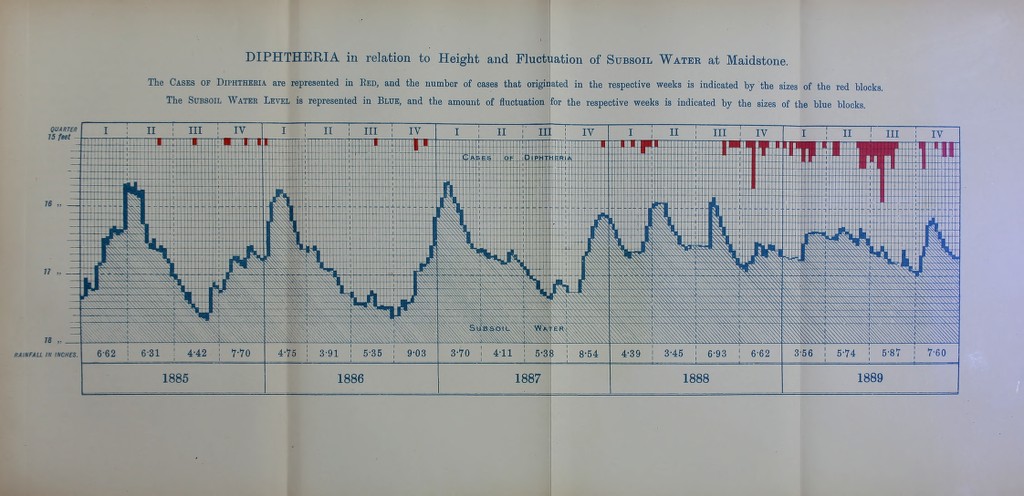 DIPHTHERIA in relation to Height and Fluctuation of SUBSOIL WATER at Maidstone.
The CASES OF DIPHTHERIA are represented in RED, and the number of cases that originated in the respective weeks is indicated by the sizes of the red blocks.
The SUBSOIL WATER LEVEL is represented in BLUE, and the amount of fluctuation for the respective weeks is indicated by the sizes of the blue blocks.
QUARTER I II III IV I II III IV I II III IV I II III IV I II III IV
15 feet
CASES OF DIPHTHERIA
16 "
17 "
SUBSOIL WATER
18 "
RAINFALL IN INCHES. 6·62 6·31 4·42 7·70 4·75 3·91 5·35 9·03 3·70 4·11 5·38 8·54 4·39 3·45 6·93 6·62 3·56 5·74 5·87 7·60
1885 1886 1887 1888 1889